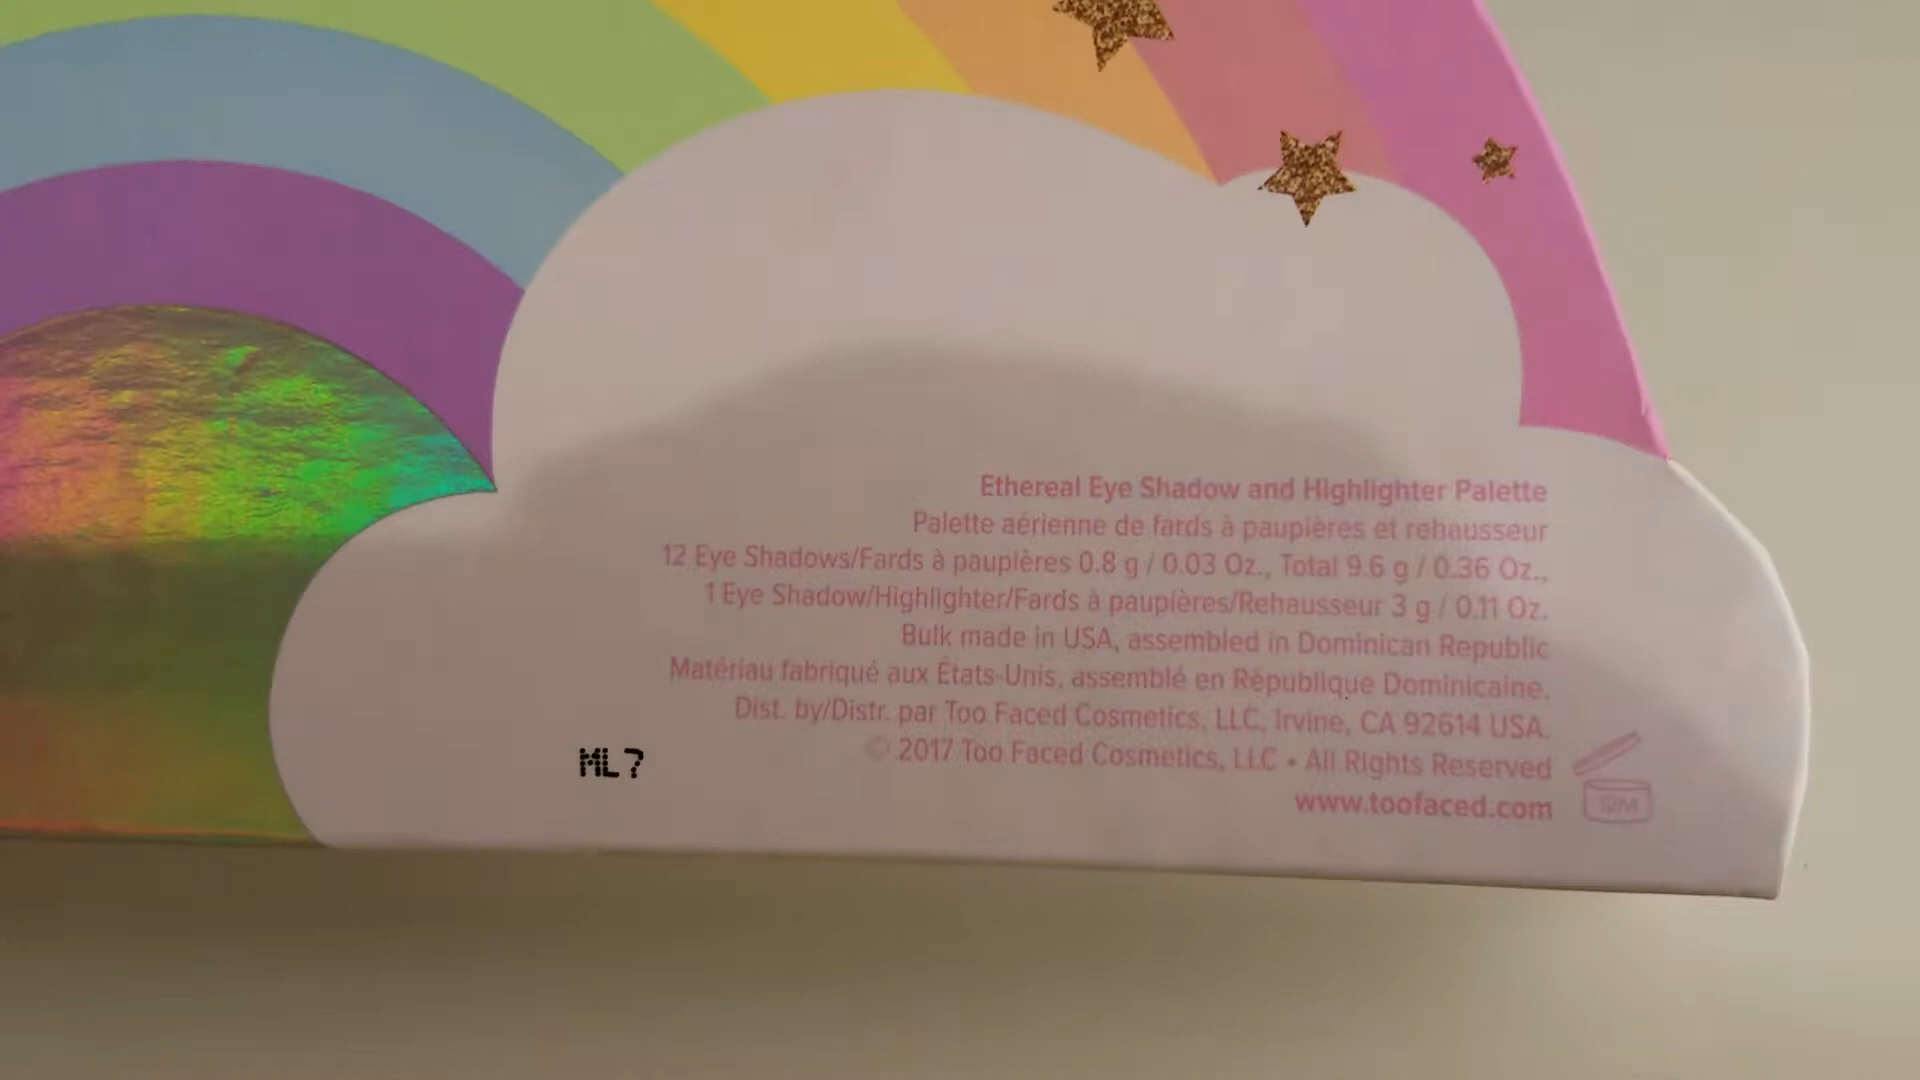 Ethereal Eye Shadow and Highlighter Palette
Palette aérienne de fards à paupières et rehausseur
12 Eye Shadows/Fards à paupières 0.8 g / 0.03 Oz., Total 9.6 g / 0.36 Oz.,
1 Eye Shadow/Highlighter/Fards à paupières/Rehausseur 3 g / 0.11 Oz.
Bulk made in USA, assembled in Dominican Republic
Matériau fabriqué aux États-Unis, assemblé en République Dominicaine.
Dist. by/Distr. par Too Faced Cosmetics, LLC, Irvine, CA 92614 USA.
© 2017 Too Faced Cosmetics, LLC • All Rights Reserved
www.toofaced.com
12M
ML7